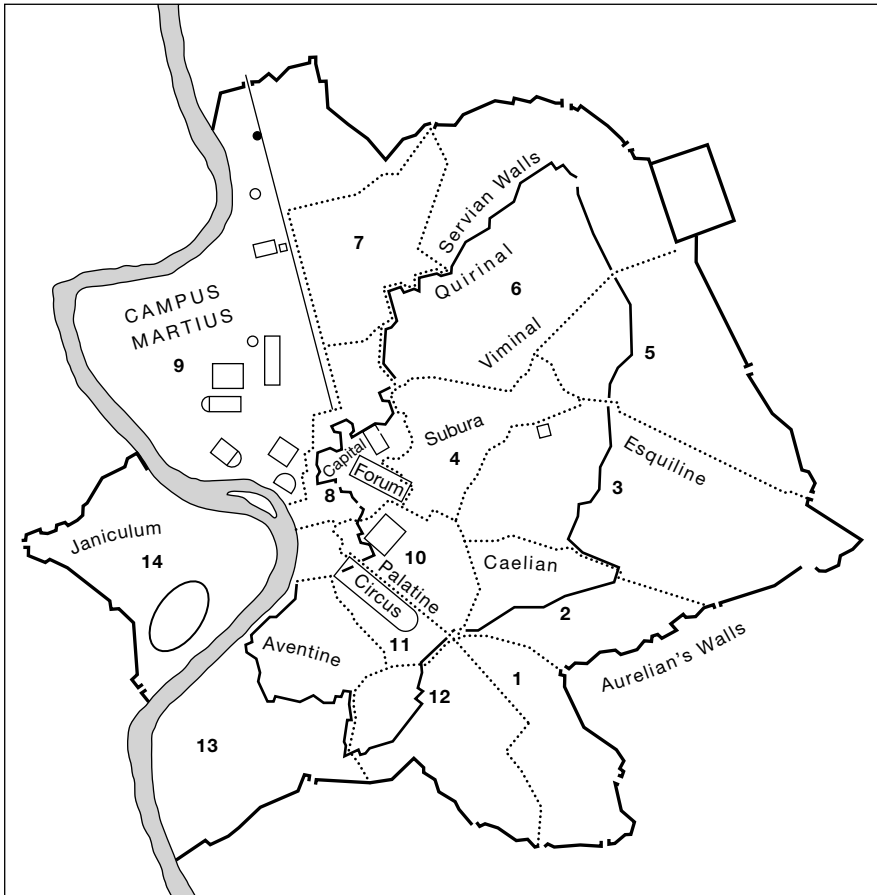 Servian Walls
7
Quirinal
6
CAMPUS
MARTIUS
Viminal
5
9
Subura
Capital
4
Esquiline
Forum
3
8
Janiculum
14
10
Caelian
Palatine
Circus
2
11
Aventine
Aurelian's Walls
1
12
13